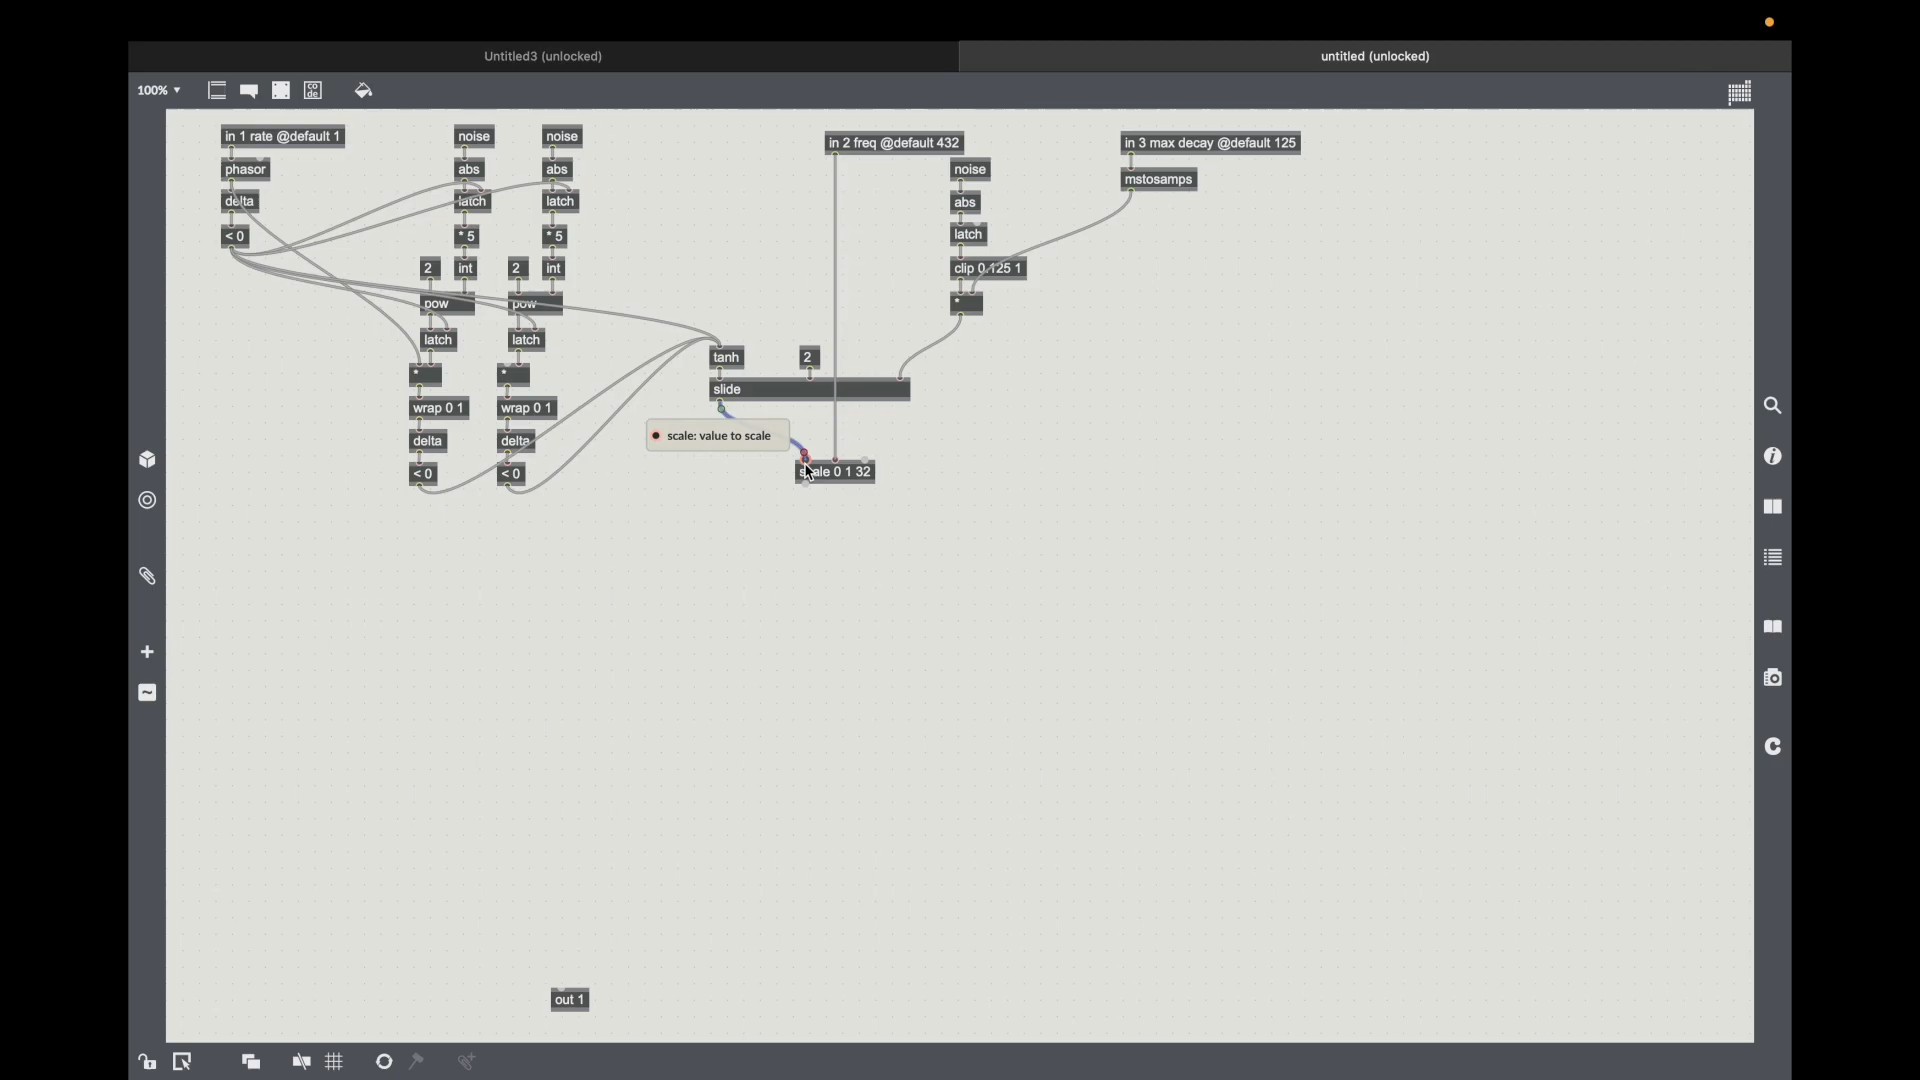 Untitled3 (unlocked)
untitled (unlocked)
100%
co
de
in 1 rate @default 1
noise
noise
in 2 freq @default 432
in 3 max decay @default 125
phasor
abs
abs
noise
mstosamps
delta
latch
latch
abs
< 0
* 5
* 5
latch
2
int
2
int
clip 0.125 1
pow
pow
*
latch
latch
tanh
2
*
*
slide
wrap 0 1
wrap 0 1
delta
delta
scale: value to scale
< 0
< 0
scale 0 1 32
out 1